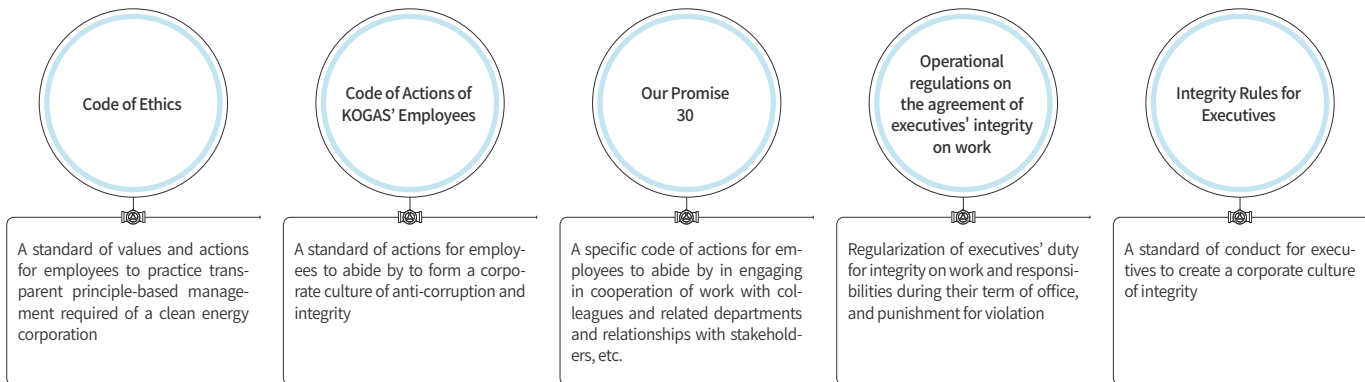 Code of Ethics
Code of Actions of
KOGAS' Employees
Our Promise
30
Operational
regulations on
the agreement of
executives' integrity
on work
Integrity Rules for
Executives
A standard of values and actions
for employees to practice trans-
parent principle-based manage-
ment required of a clean energy
corporation
A standard of actions for employ-
ees to abide by to form a corpo-
rate culture of anti-corruption and
integrity
A specific code of actions for em-
ployees to abide by in engaging
in cooperation of work with col-
leagues and related departments
and relationships with stakehold-
ers, etc.
Regularization of executives’ duty
for integrity on work and responsi-
bilities during their term of office,
and punishment for violation
A standard of conduct for execu-
tives to create a corporate culture
of integrity